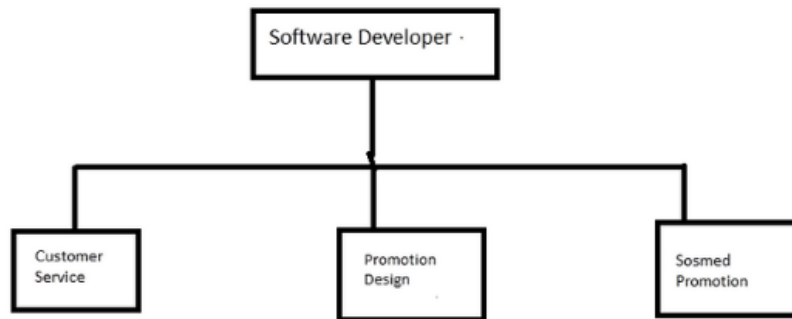 Software Developer
Customer
Service
Promotion
Design
Sosmed
Promotion